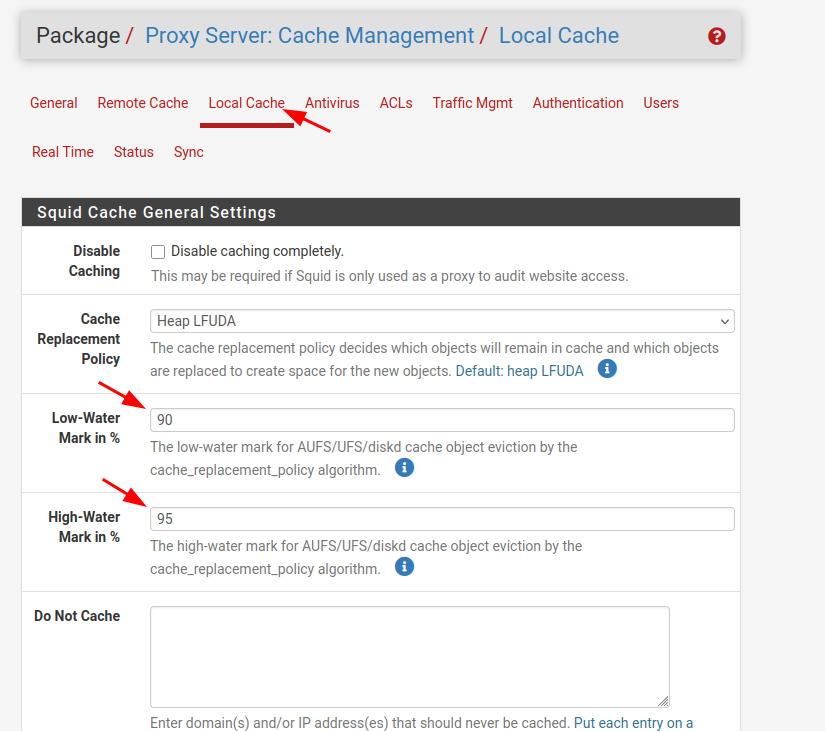 Package / Proxy Server: Cache Management / Local Cache
General Remote Cache Local Cache Antivirus ACLs Traffic Mgmt Authentication Users
Real Time Status Sync
Squid Cache General Settings
Disable Caching
Disable caching completely.
This may be required if Squid is only used as a proxy to audit website access.
Cache Replacement Policy
Heap LFUDA
The cache replacement policy decides which objects will remain in cache and which objects
are replaced to create space for the new objects. Default: heap LFUDA
Low-Water Mark in %
90
The low-water mark for AUFS/UFS/diskd cache object eviction by the
cache_replacement_policy algorithm.
High-Water Mark in %
95
The high-water mark for AUFS/UFS/diskd cache object eviction by the
cache_replacement_policy algorithm.
Do Not Cache
Enter domain(s) and/or IP address(es) that should never be cached. Put each entry on a